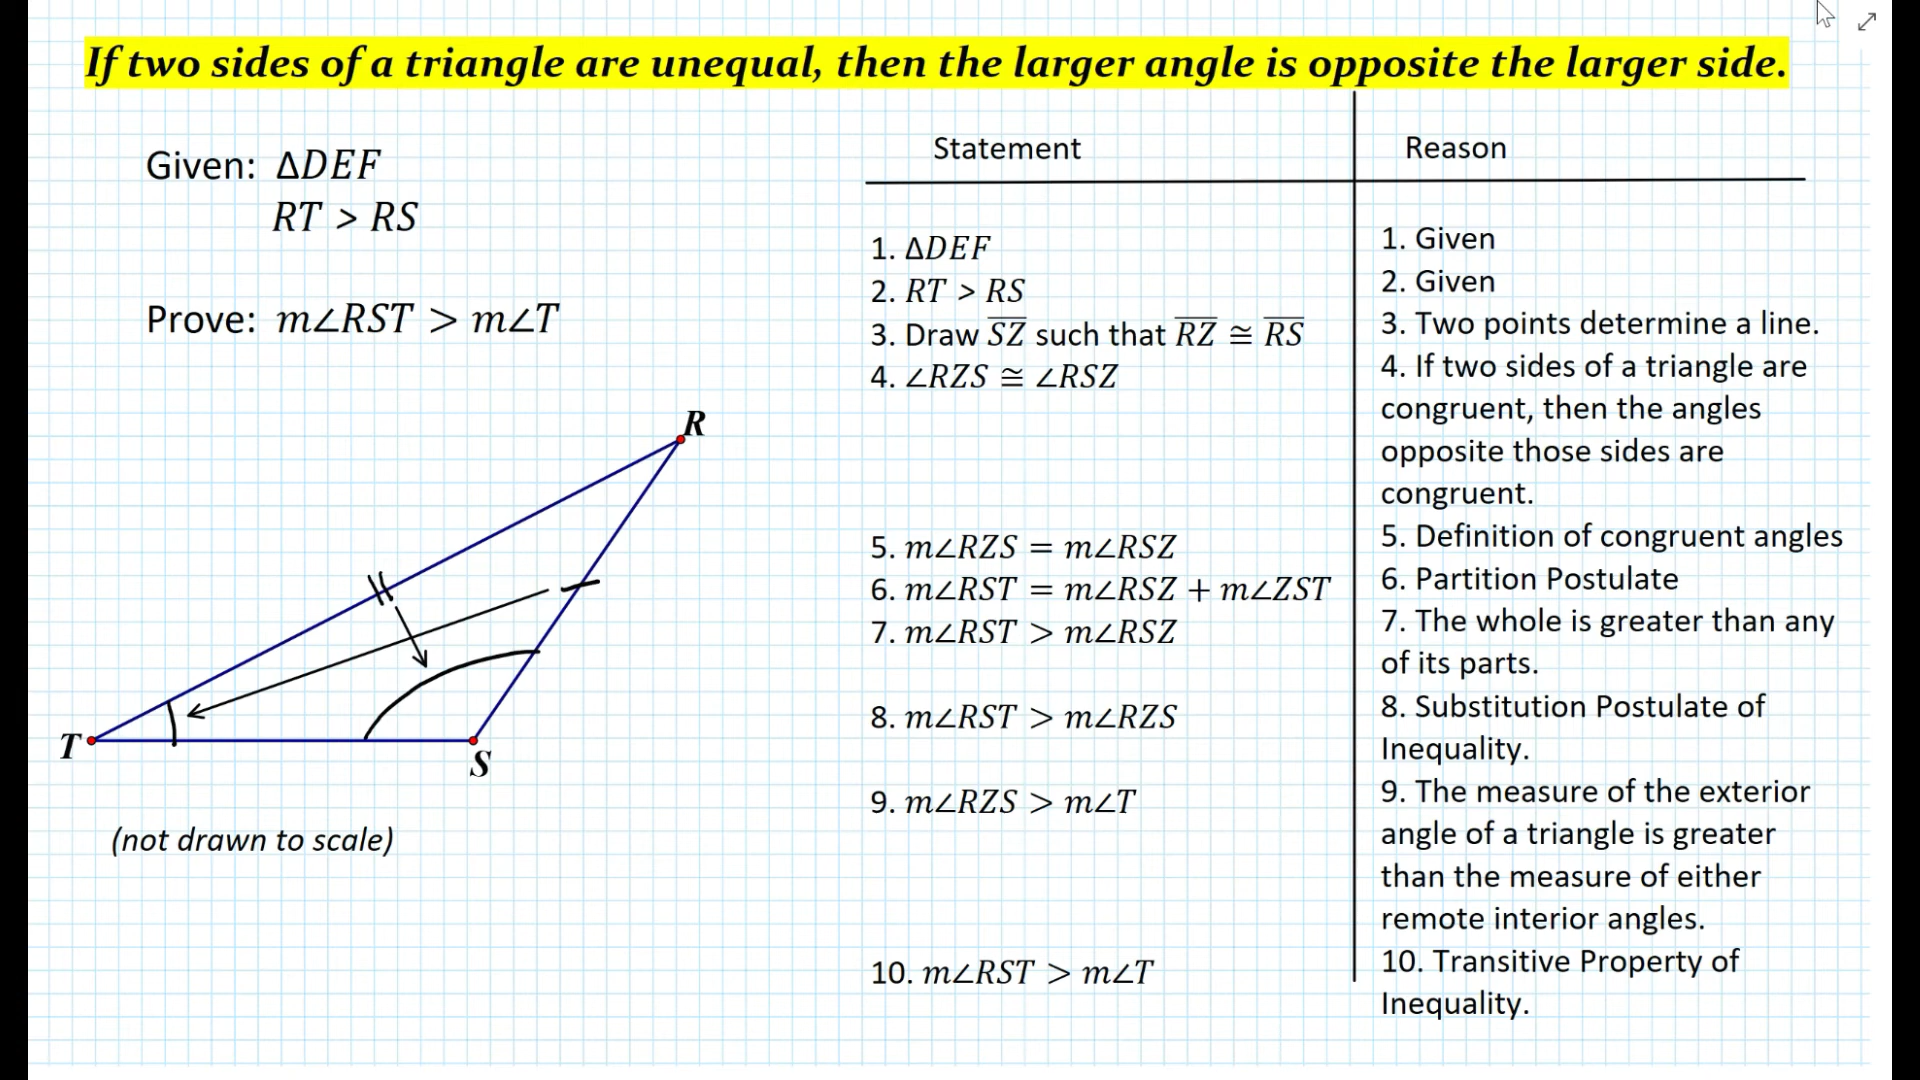 If two sides of a triangle are unequal, then the larger angle is opposite the larger side.
Given: ΔDEF
RT > RS
Prove: m∠RST > m∠T
R
T
S
(not drawn to scale)
Statement
1. ΔDEF
2. RT > RS
3. Draw S̅Z̅ such that R̅Z̅ ≅ R̅S̅
4. ∠RZS ≅ ∠RSZ
5. m∠RZS = m∠RSZ
6. m∠RST = m∠RSZ + m∠ZST
7. m∠RST > m∠RSZ
8. m∠RST > m∠RZS
9. m∠RZS > m∠T
10. m∠RST > m∠T
Reason
1. Given
2. Given
3. Two points determine a line.
4. If two sides of a triangle are
congruent, then the angles
opposite those sides are
congruent.
5. Definition of congruent angles
6. Partition Postulate
7. The whole is greater than any
of its parts.
8. Substitution Postulate of
Inequality.
9. The measure of the exterior
angle of a triangle is greater
than the measure of either
remote interior angles.
10. Transitive Property of
Inequality.